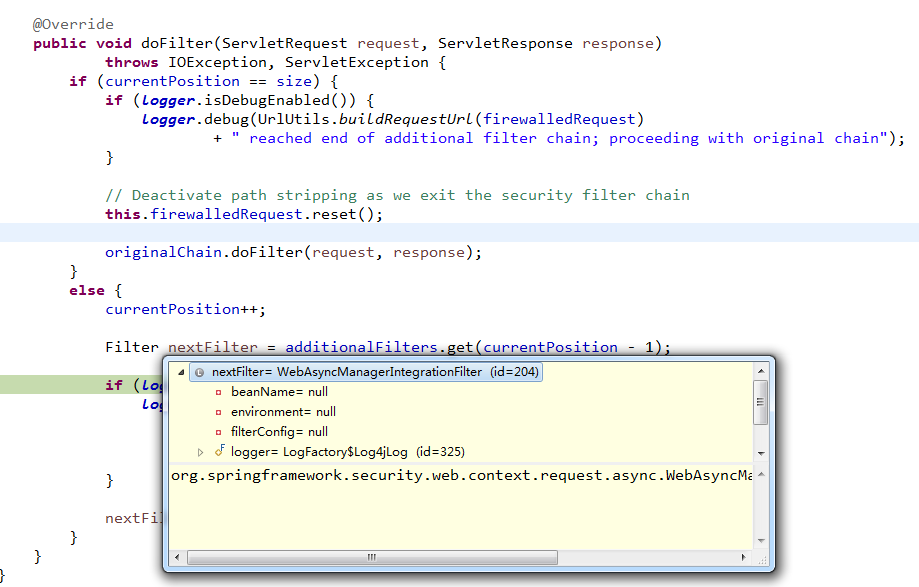 @Override
public void doFilter(ServletRequest request, ServletResponse response)
throws IOException, ServletException {
if (currentPosition == size) {
if (logger.isDebugEnabled()) {
logger.debug(UrlUtils.buildRequestUrl(firewalledRequest)
+ " reached end of additional filter chain; proceeding with original chain");
}
// Deactivate path stripping as we exit the security filter chain
this.firewalledRequest.reset();
originalChain.doFilter(request, response);
}
else {
currentPosition++;
Filter nextFilter = additionalFilters.get(currentPosition - 1);
nextFilter= WebAsyncManagerIntegrationFilter (id=204)
if (log
beanName= null
log
environment= null
filterConfig= null
logger= LogFactory$Log4jLog (id=325)
org.springframework.security.web.context.request.async.WebAsyncMa
}
nextFil
}
}
}